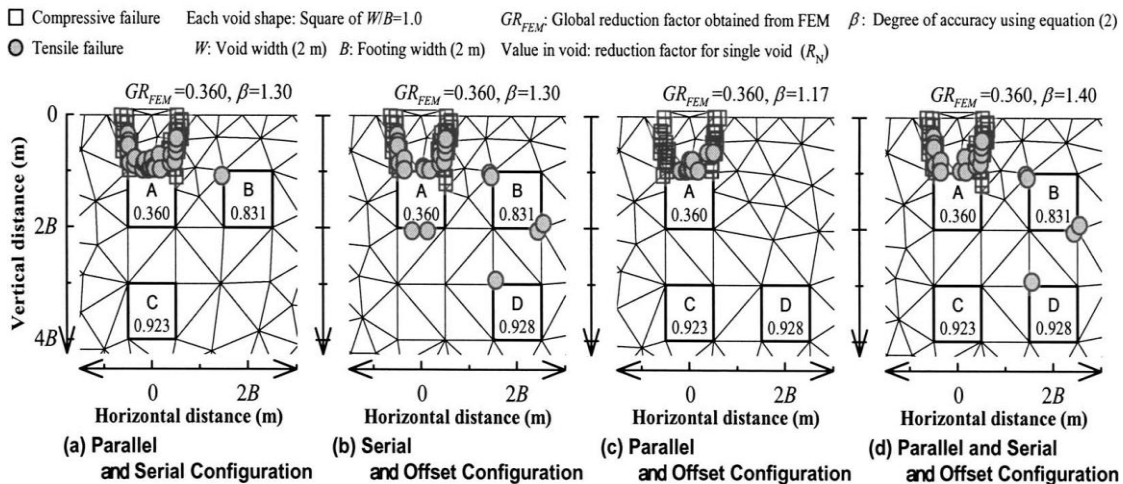 Compressive failure Each void shape: Square of W/B=1.0 GR_FEM: Global reduction factor obtained from FEM β: Degree of accuracy using equation (2)
Tensile failure W: Void width (2 m) B: Footing width (2 m) Value in void: reduction factor for single void (R_N)
GR_FEM =0.360, β=1.30
GR_FEM =0.360, β=1.30
GR_FEM =0.360, β=1.17
GR_FEM =0.360, β=1.40
Vertical distance (m)
0
2B
4B
A
0.360
B
0.831
C
0.923
A
0.360
B
0.831
D
0.928
A
0.360
C
0.923
D
0.928
A
0.360
B
0.831
C
0.923
D
0.928
0 2B
Horizontal distance (m)
0 2B
Horizontal distance (m)
0 2B
Horizontal distance (m)
0 2B
Horizontal distance (m)
(a) Parallel
and Serial Configuration
(b) Serial
and Offset Configuration
(c) Parallel
and Offset Configuration
(d) Parallel and Serial
and Offset Configuration